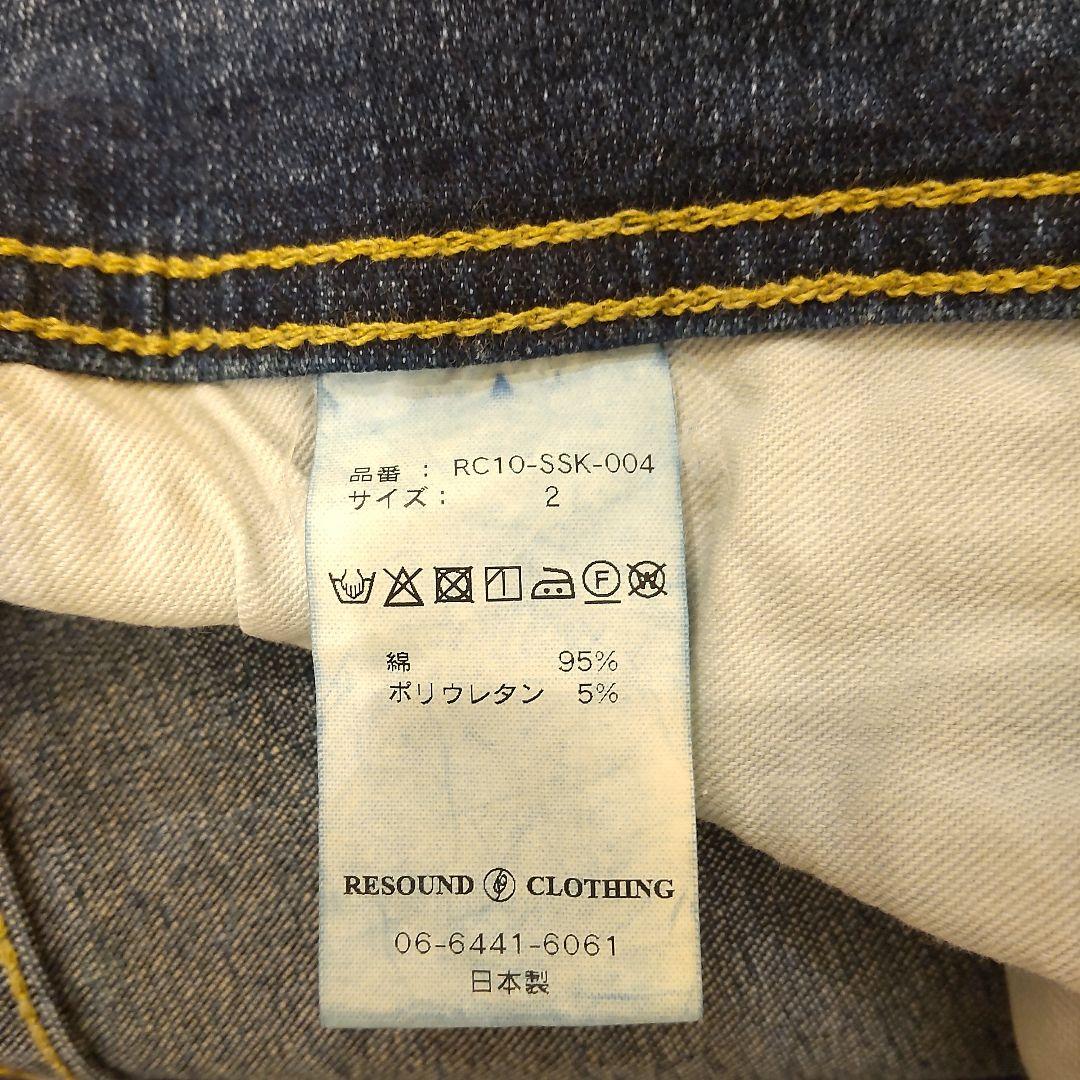 品番 : RC10-SSK-004
サイズ: 2
F W
綿 95%
ポリウレタン 5%
RESOUND CLOTHING
06-6441-6061
日本製